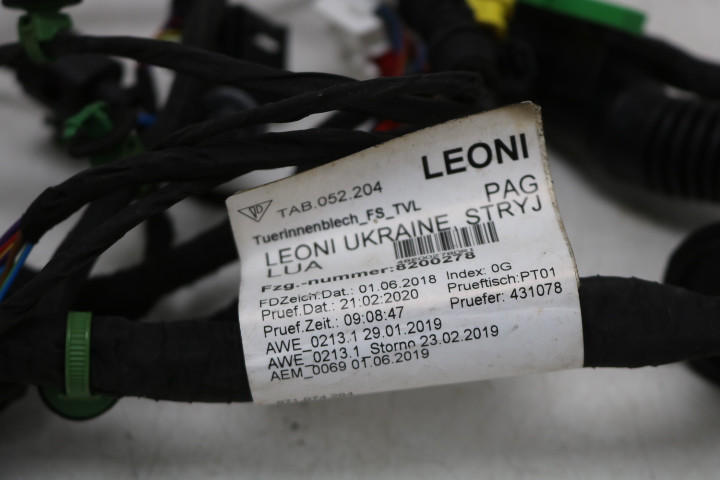 LEONI
TAB.052.204
PAG
Tuerinnenblech_FS_TVL
LEONI UKRAINE STRYJ
LUA
Fzg.-nummer:8200278
FDZeich.Dat.: 01.06.2018 Index: 0G
Pruef.Dat.: 21.02.2020 Prueftisch:PT01
Pruef.Zeit.: 09:08:47 Pruefer: 431078
AWE_0213.1 29.01.2019
AWE_0213.1_Storno 23.02.2019
AEM_0069 01.06.2019